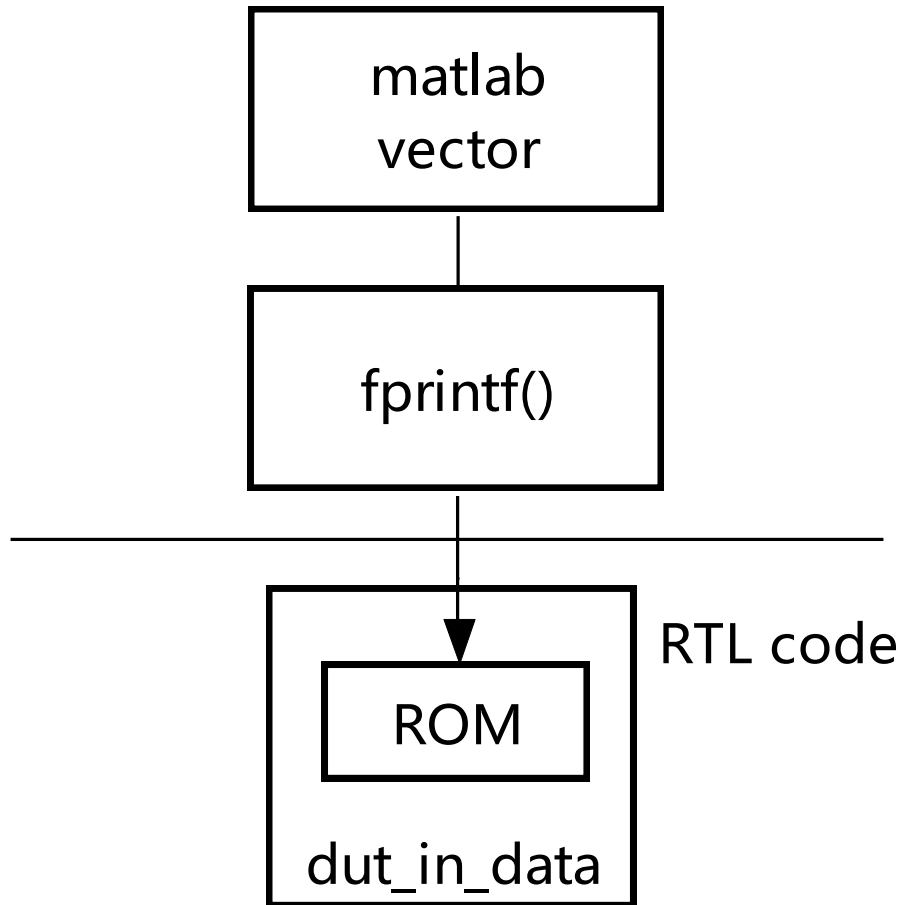 matlab
vector
fprintf()
RTL code
ROM
dut_in_data